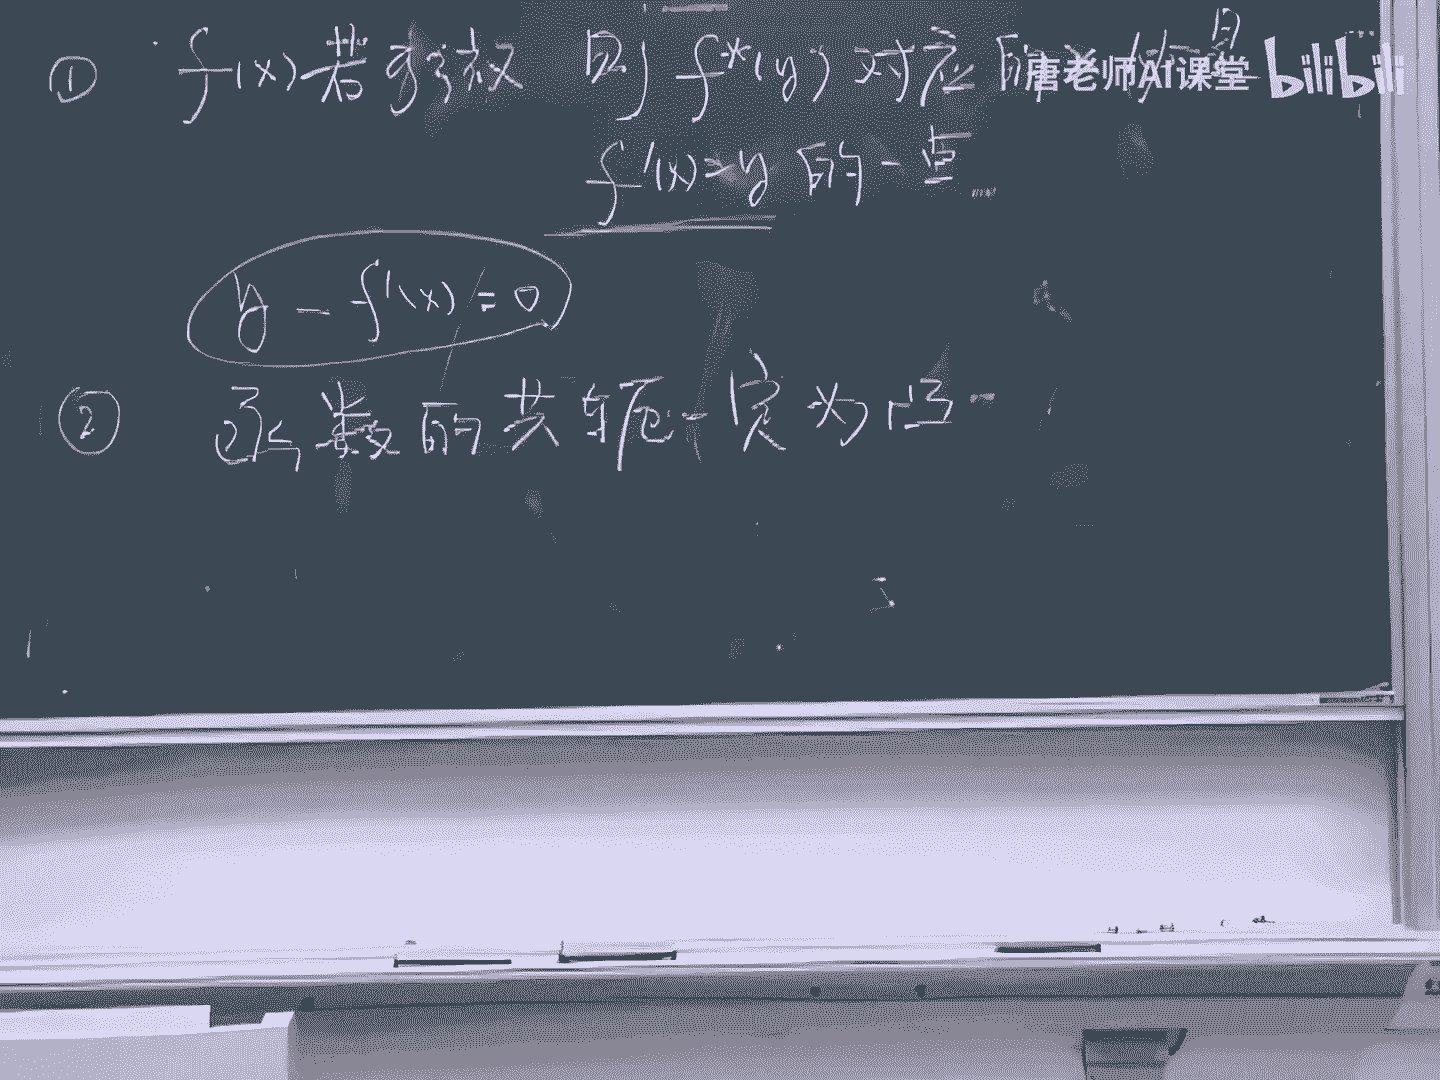 ① f(x)若可微 则 f*(y) 对应的
唐老师AI课堂 bilibili
f'(x)=y 的一点
y - f'(x) = 0
② 函数的共轭一定为凸